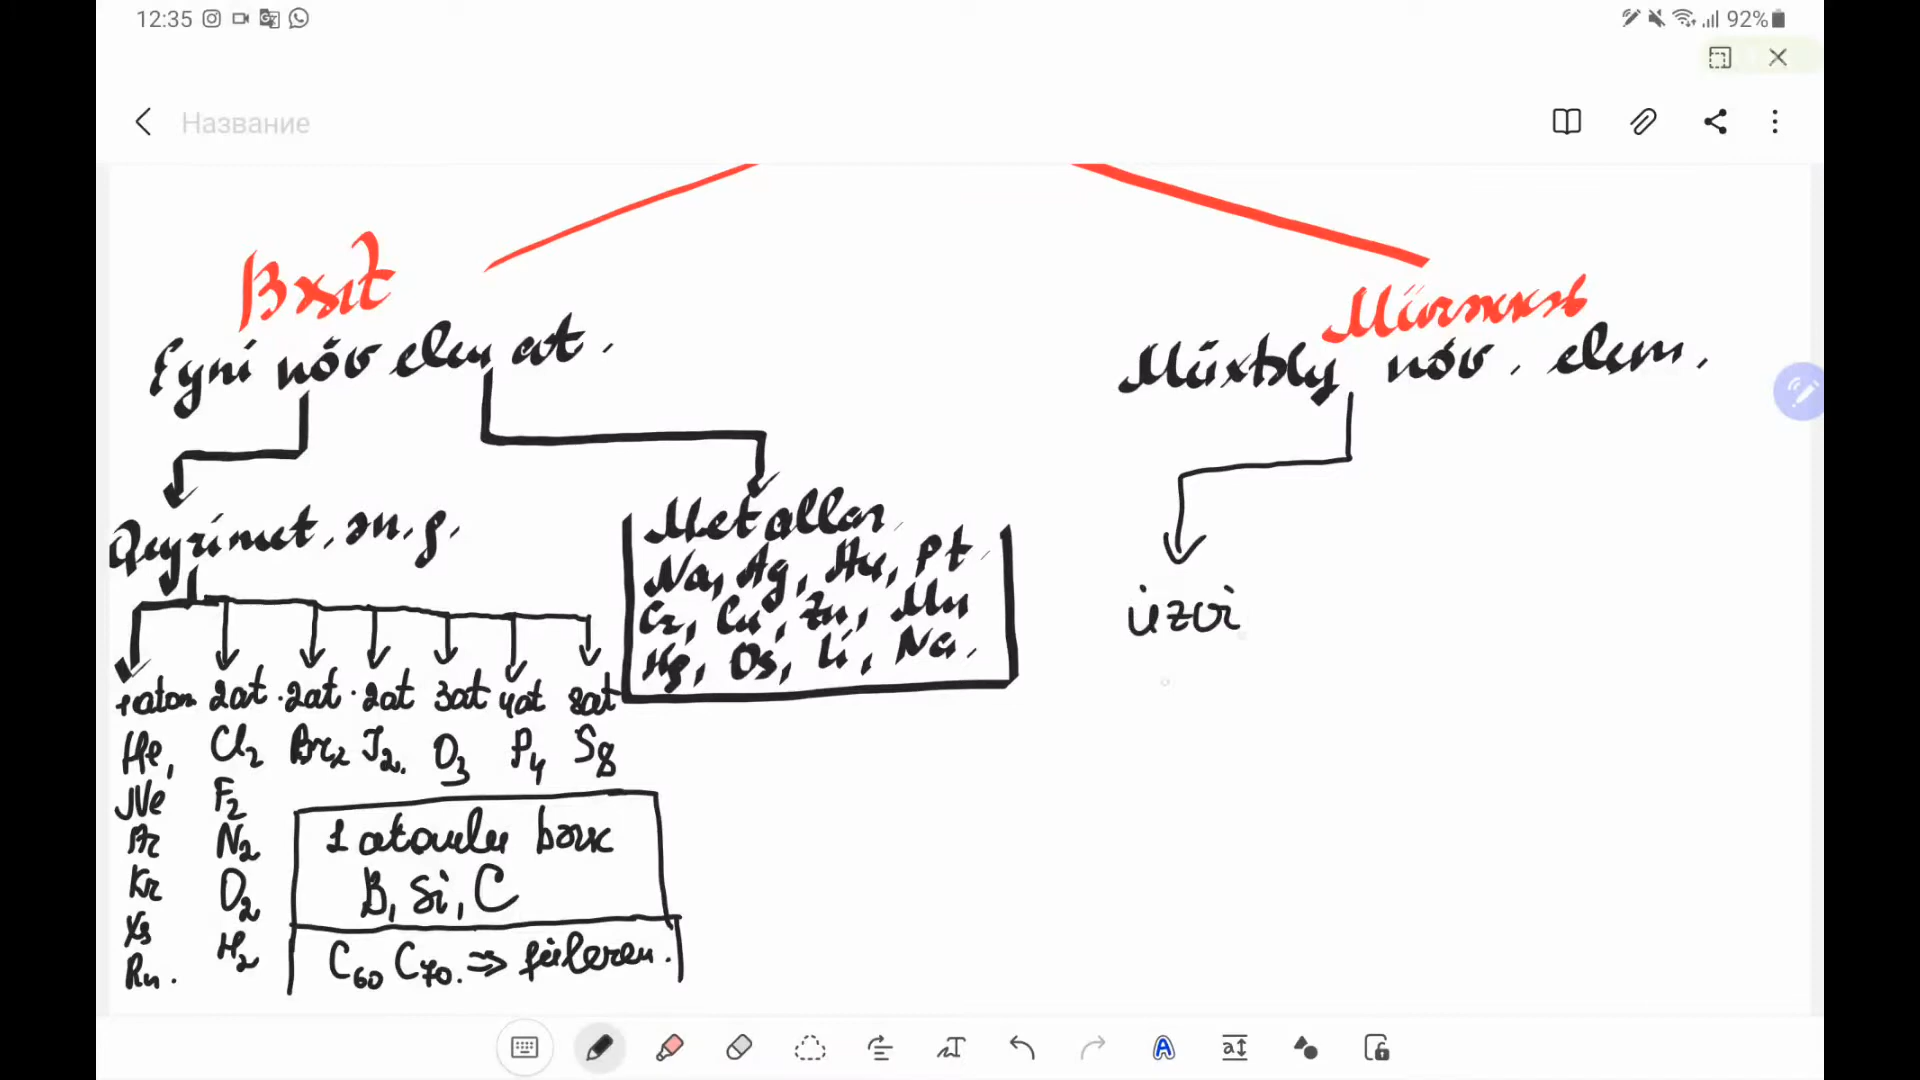 12:35
92%
Название
Bəsit
Mürəkkəb
Eyni növ elem at.
Müxtəlif növ. elem.
Qeyrimet. ən. g.
Metallar
Na, Ag, Au, Pt
Cr, Cu, Zn, Mn
Hg, Os, Li, Na.
üzvi
1 atom 2at. 2at. 2at 3at 4at 8at
He, Cl2 Br2 I2. O3 P4 S8
Ne F2
Ar N2
Kr O2
Xe H2
Rn.
1 atomlu bərk
B, Si, C
C60 C70. ⇒ fulleren.